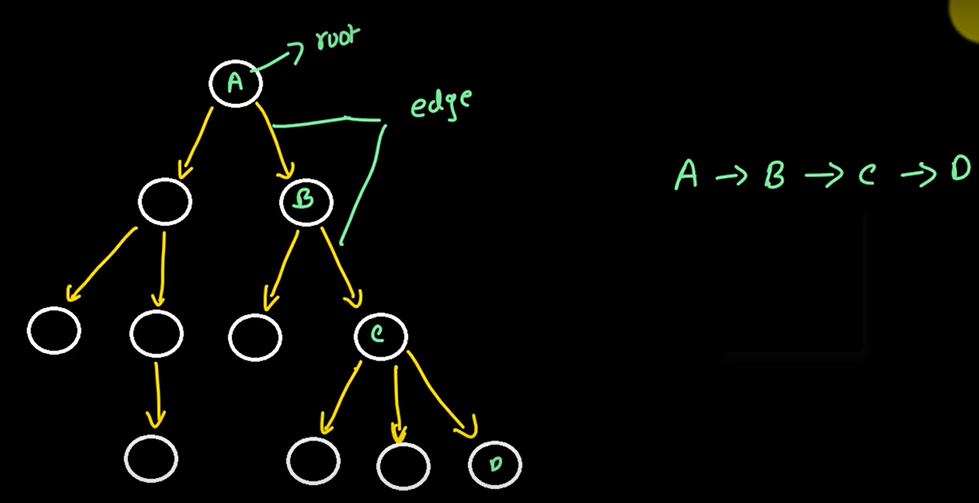 root
A
edge
B
A → B → C → D
C
D